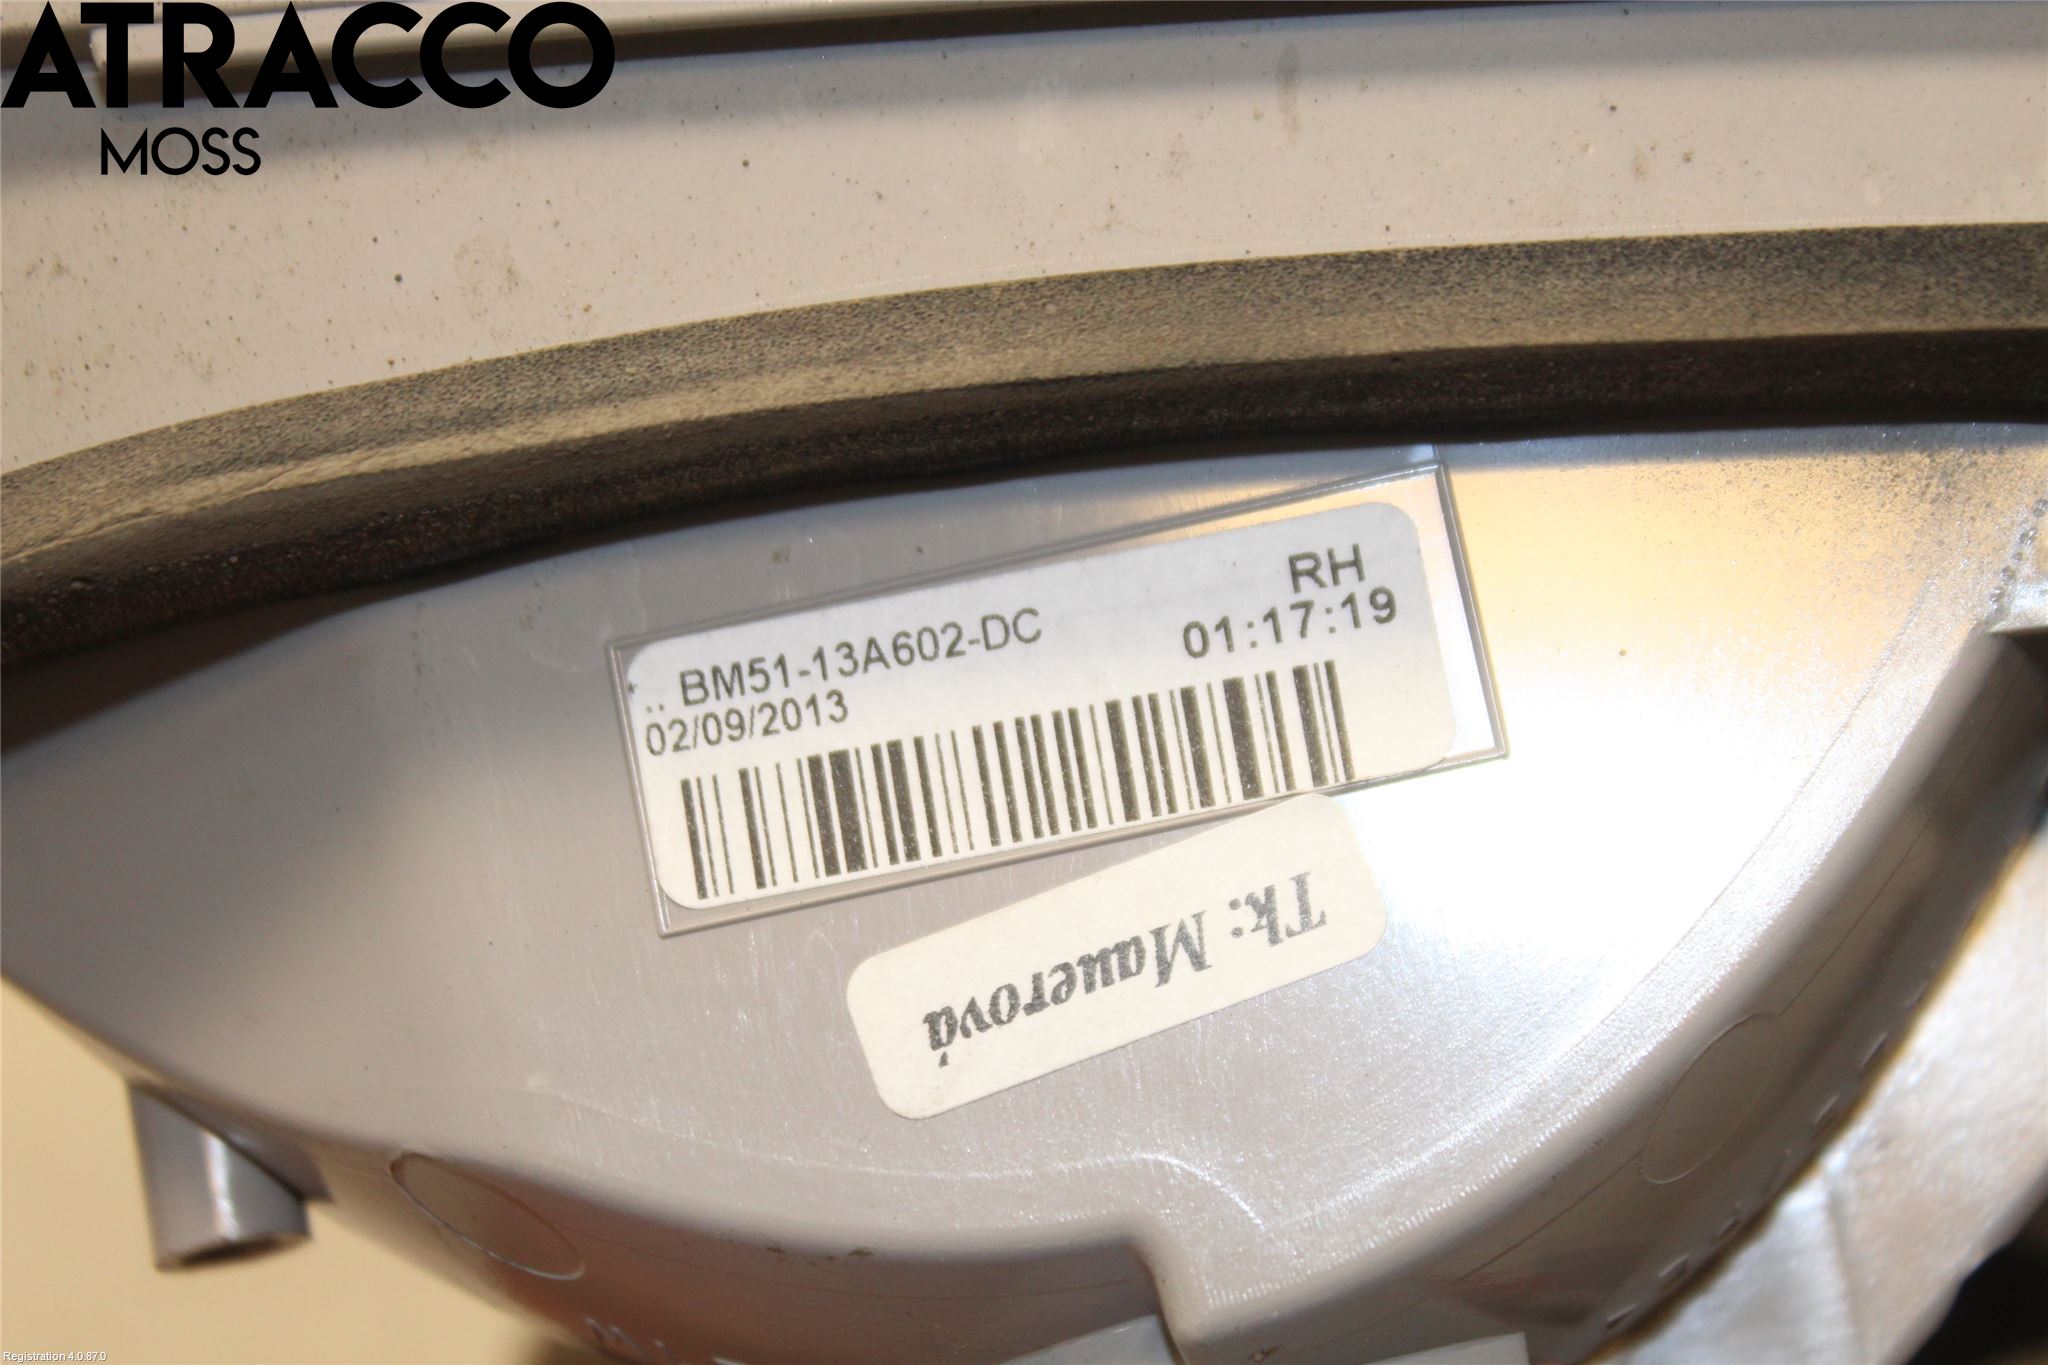 ATRACCO
MOSS
RH
.. BM51-13A602-DC
01:17:19
02/09/2013
Tk: Mauerová
Registration 4.0.87.0